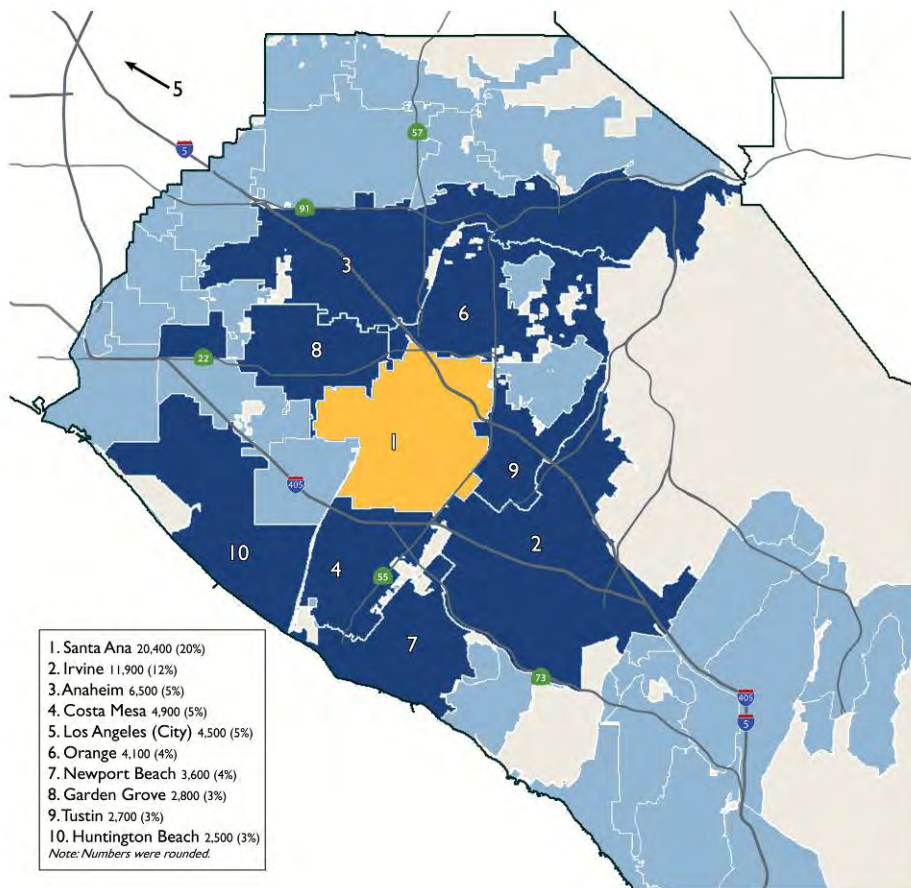 5
5
57
91
3
6
8
22
1
9
405
2
10
4
55
7
73
405
5
1. Santa Ana 20,400 (20%)
2. Irvine 11,900 (12%)
3. Anaheim 6,500 (5%)
4. Costa Mesa 4,900 (5%)
5. Los Angeles (City) 4,500 (5%)
6. Orange 4,100 (4%)
7. Newport Beach 3,600 (4%)
8. Garden Grove 2,800 (3%)
9. Tustin 2,700 (3%)
10. Huntington Beach 2,500 (3%)
Note: Numbers were rounded.